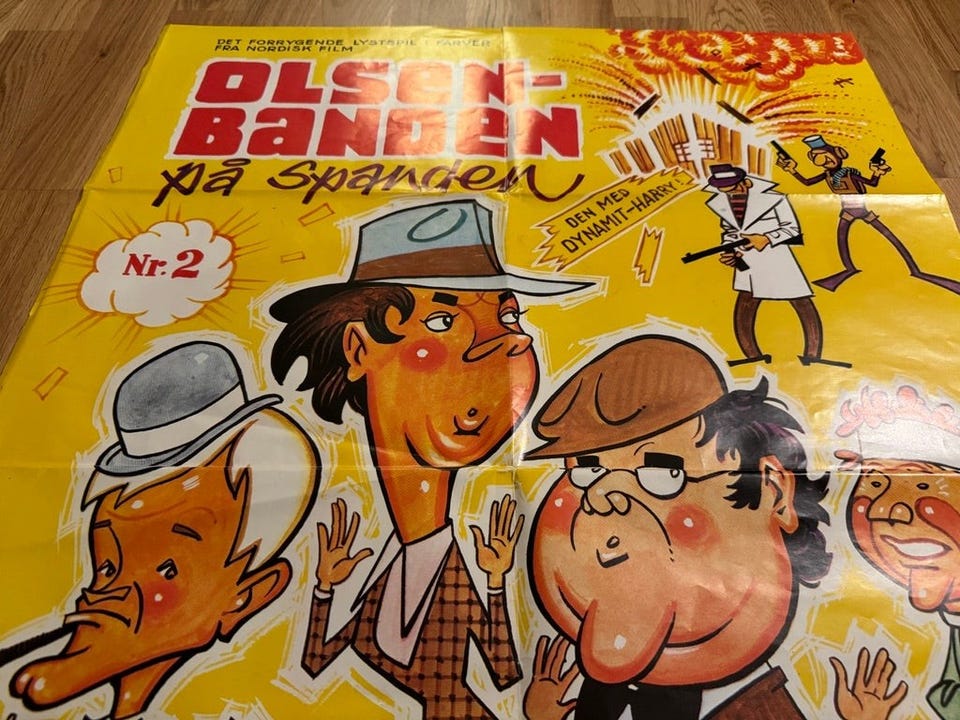 DET FORRYGENDE LYSTSPIL I FARVER
FRA NORDISK FILM
OLSEN-
BANDEN
på spanden
DEN MED
DYNAMIT-HARRY!
Nr. 2